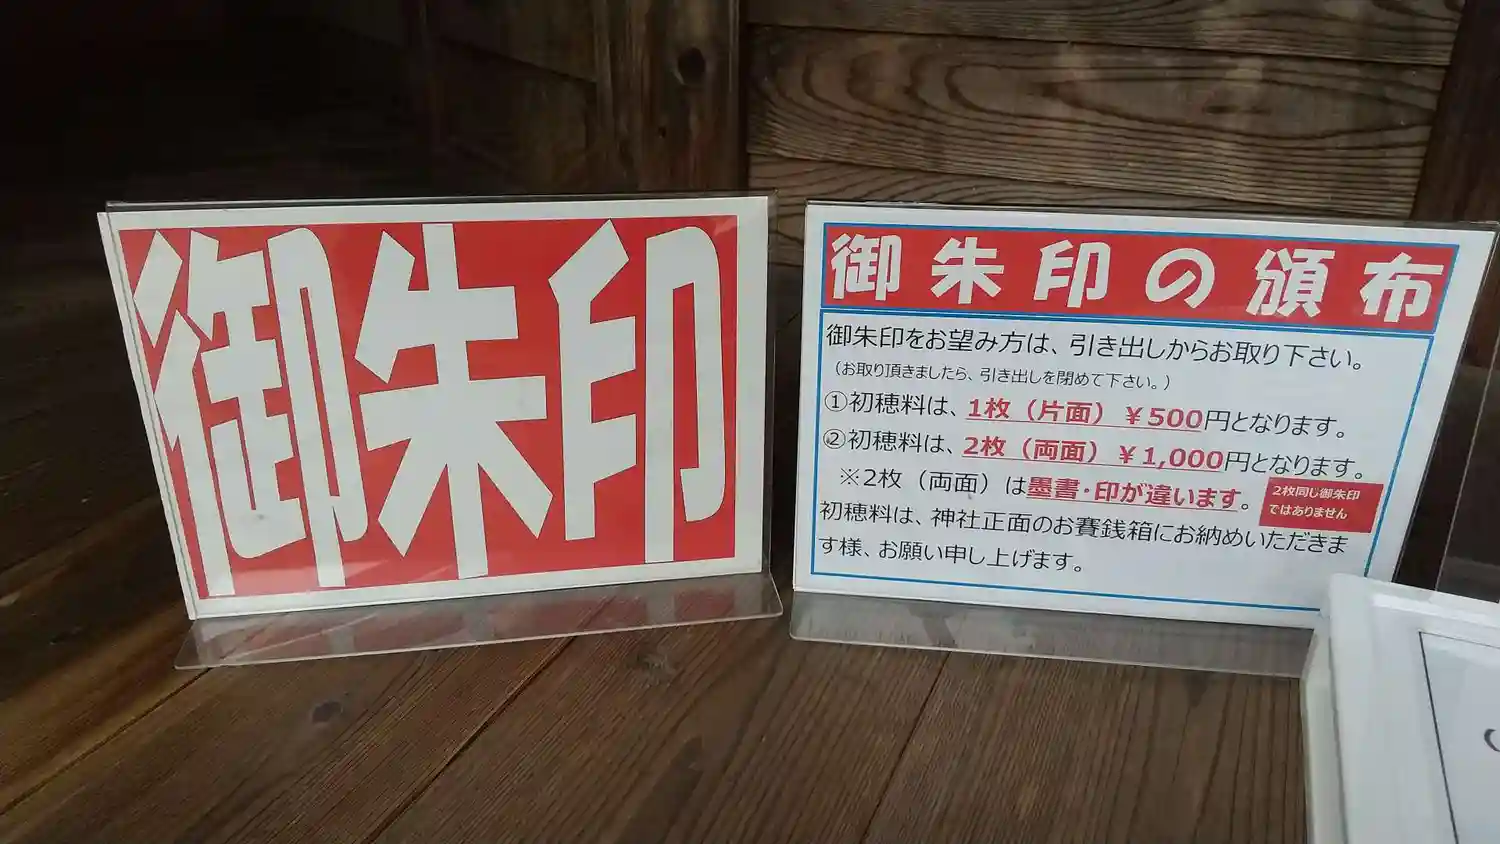 御朱印
御朱印の頒布
御朱印をお望み方は、引き出しからお取り下さい。
（お取り頂きましたら、引き出しを閉めて下さい。）
①初穂料は、1枚（片面）￥500円となります。
②初穂料は、2枚（両面）￥1,000円となります。
※2枚（両面）は墨書・印が違います。
2枚同じ御朱印
ではありません
初穂料は、神社正面のお賽銭箱にお納めいただきま
す様、お願い申し上げます。